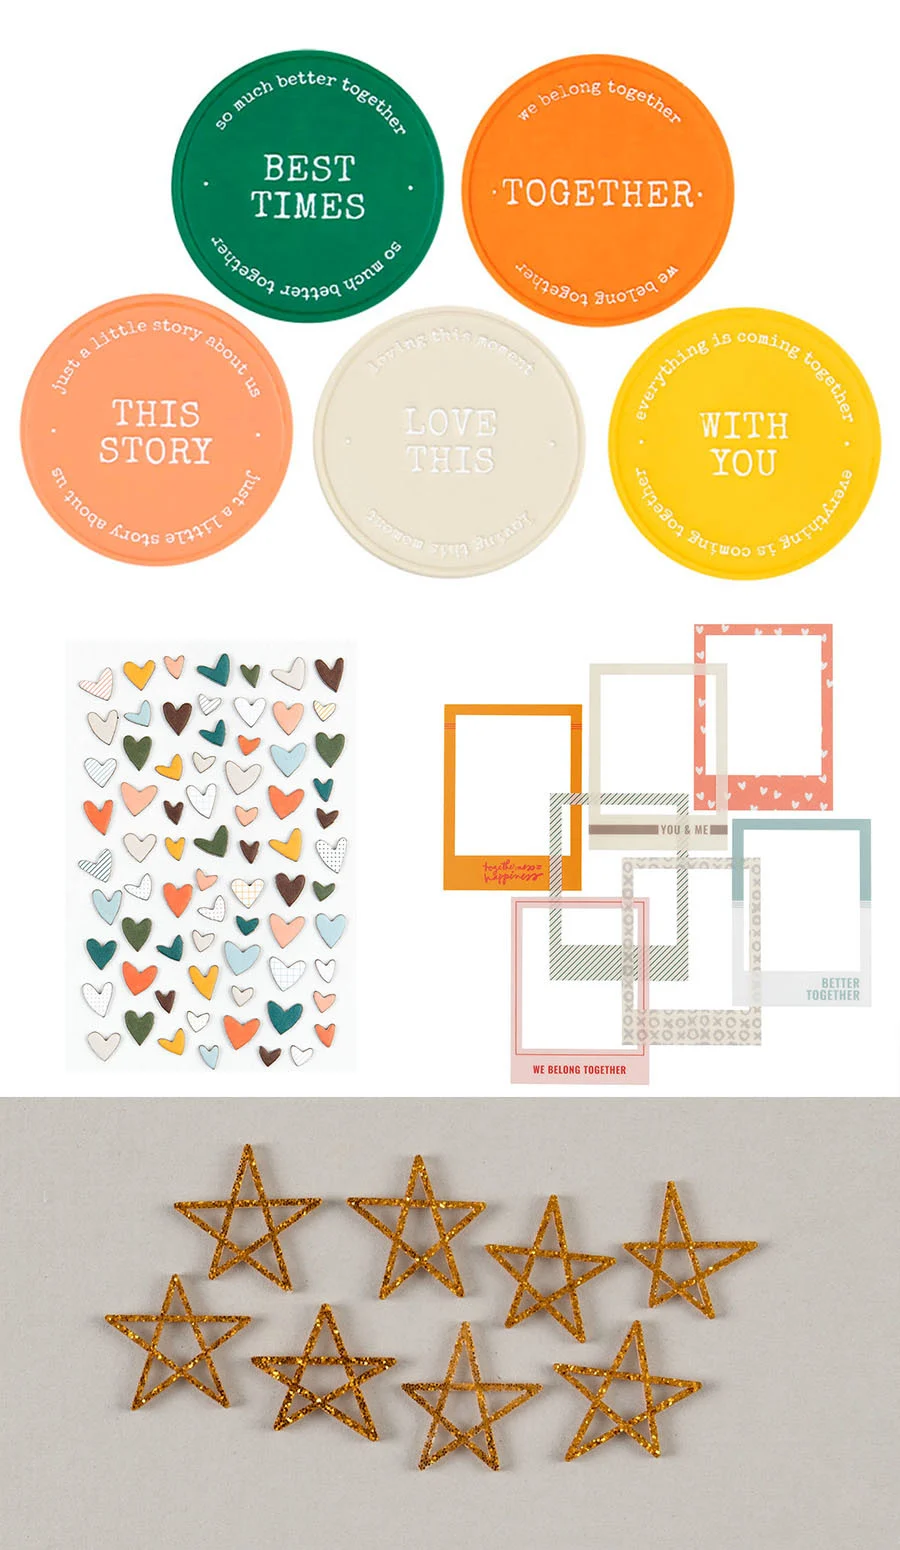 so much better together
BEST
TIMES
so much better together
we belong together
TOGETHER
we belong together
just a little story about us
THIS
STORY
just a little story about us
loving this moment
LOVE
THIS
loving this moment
everything is coming together
WITH
YOU
everything is coming together
YOU & ME
togetherness=
happiness
BETTER
TOGETHER
WE BELONG TOGETHER
XOXOXO